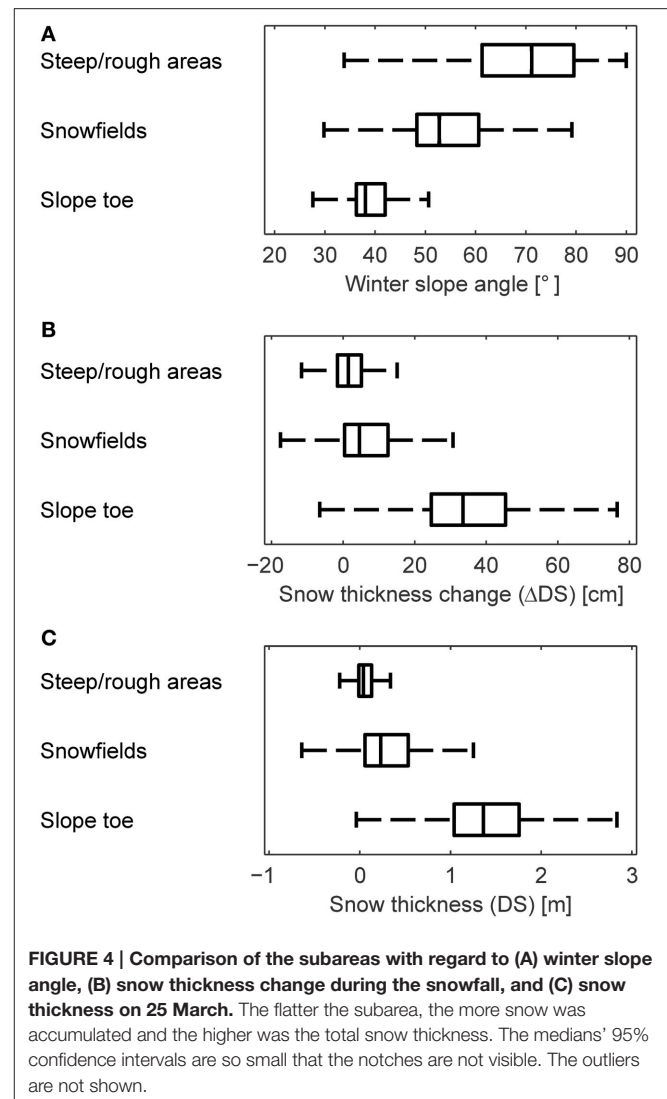 A
Steep/rough areas
Snowfields
Slope toe
20 30 40 50 60 70 80 90
Winter slope angle [° ]
B
Steep/rough areas
Snowfields
Slope toe
−20 0 20 40 60 80
Snow thickness change (ΔDS) [cm]
C
Steep/rough areas
Snowfields
Slope toe
−1 0 1 2 3
Snow thickness (DS) [m]
FIGURE 4 | Comparison of the subareas with regard to (A) winter slope
angle, (B) snow thickness change during the snowfall, and (C) snow
thickness on 25 March. The flatter the subarea, the more snow was
accumulated and the higher was the total snow thickness. The medians’ 95%
confidence intervals are so small that the notches are not visible. The outliers
are not shown.